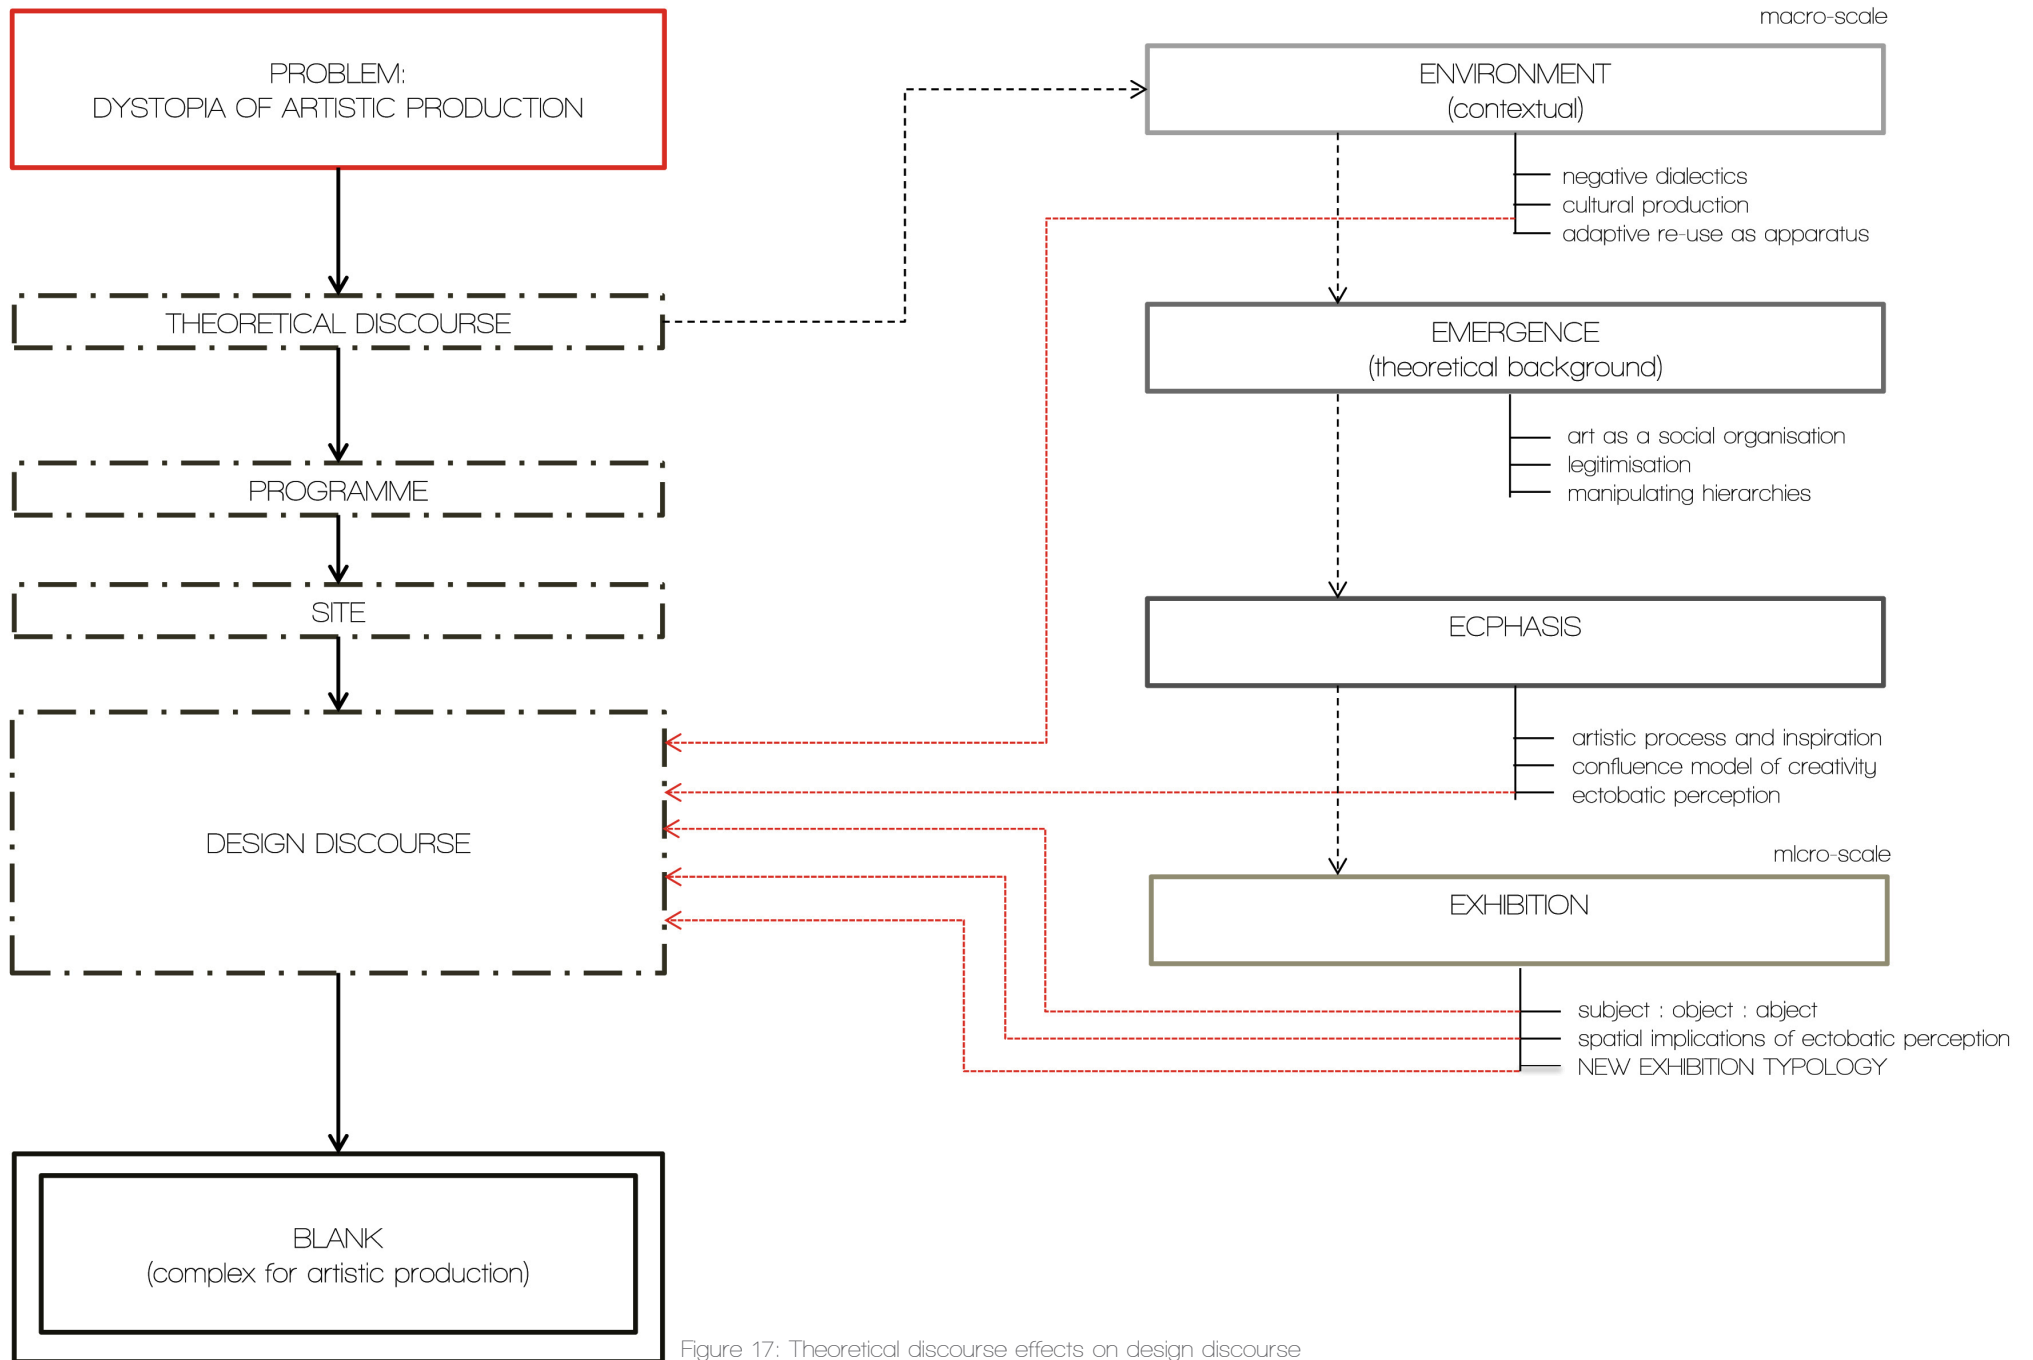 PROBLEM:
DYSTOPIA OF ARTISTIC PRODUCTION
THEORETICAL DISCOURSE
PROGRAMME
SITE
DESIGN DISCOURSE
BLANK
(complex for artistic production)
macro-scale
ENVIRONMENT
(contextual)
negative dialectics
cultural production
adaptive re-use as apparatus
EMERGENCE
(theoretical background)
art as a social organisation
legitimisation
manipulating hierarchies
ECPHASIS
artistic process and inspiration
confluence model of creativity
ectobatic perception
mIcro-scale
EXHIBITION
subject : object : abject
spatial implications of ectobatic perception
NEW EXHIBITION TYPOLOGY
Figure 17: Theoretical discourse effects on design discourse